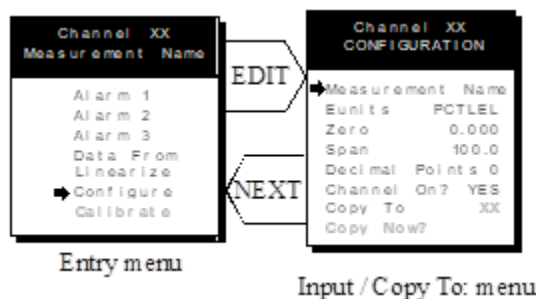 Channel XX
Measurement Name
Alarm 1
Alarm 2
Alarm 3
Data From
Linearize
Configure
Calibrate
Entry menu
EDIT
NEXT
Channel XX
CONFIGURATION
Measurement Name
Eunits PCTLEL
Zero 0.000
Span 100.0
Decimal Points 0
Channel On? YES
Copy To XX
Copy Now?
Input / Copy To: menu